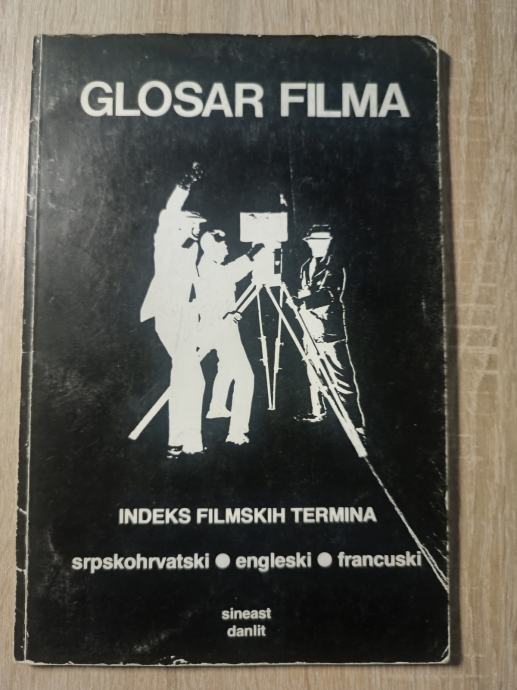 GLOSAR FILMA
INDEKS FILMSKIH TERMINA
srpskohrvatski ● engleski ● francuski
sineast
danlit